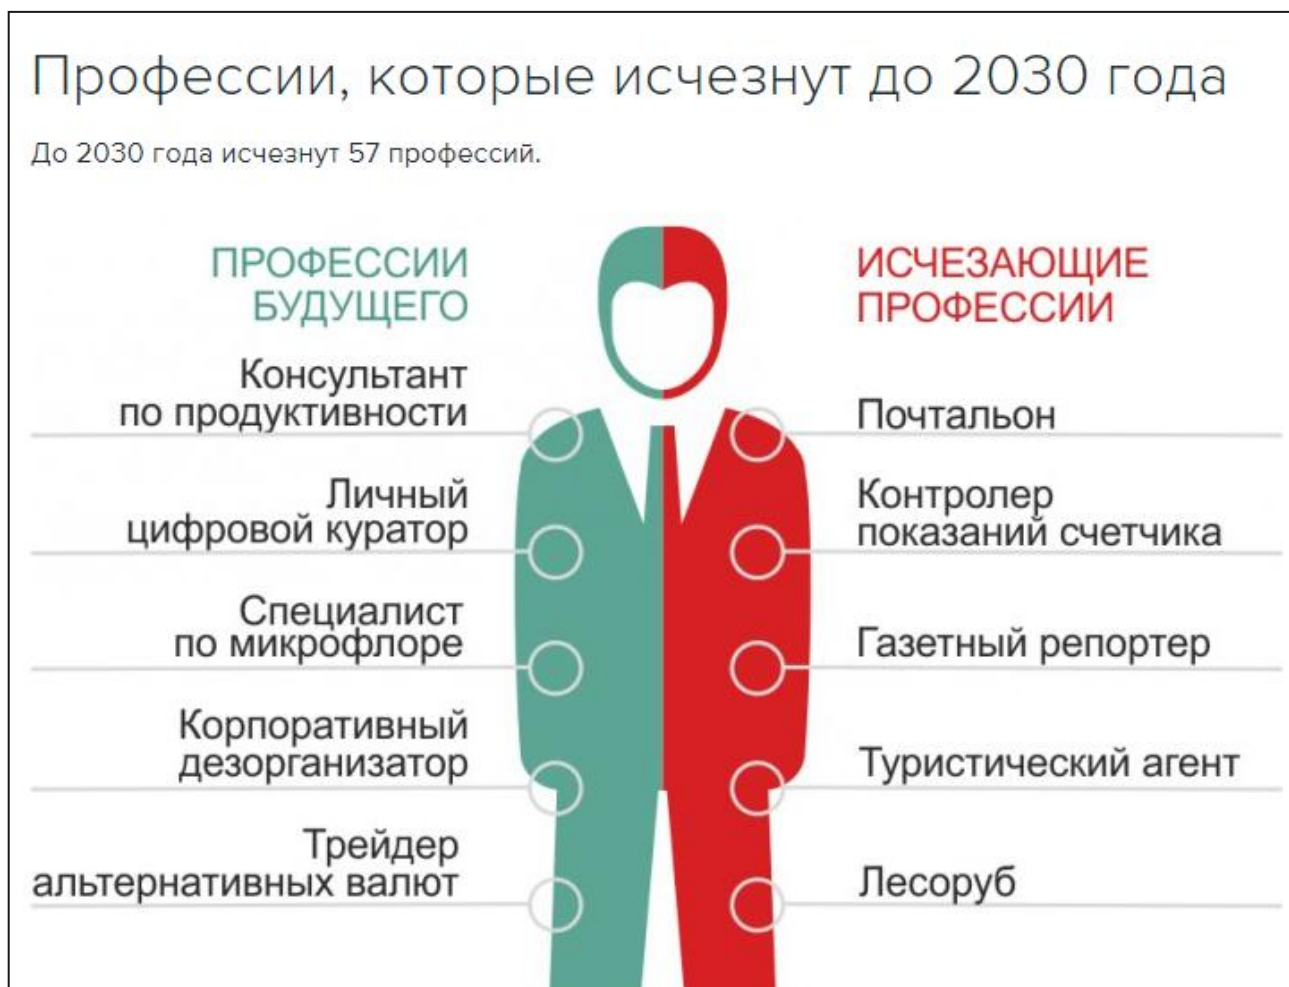 Профессии, которые исчезнут до 2030 года
До 2030 года исчезнут 57 профессий.
ПРОФЕССИИ
БУДУЩЕГО
Консультант
по продуктивности
Личный
цифровой куратор
Специалист
по микрофлоре
Корпоративный
дезорганизатор
Трейдер
альтернативных валют
ИСЧЕЗАЮЩИЕ
ПРОФЕССИИ
Почтальон
Контролер
показаний счетчика
Газетный репортер
Туристический агент
Лесоруб